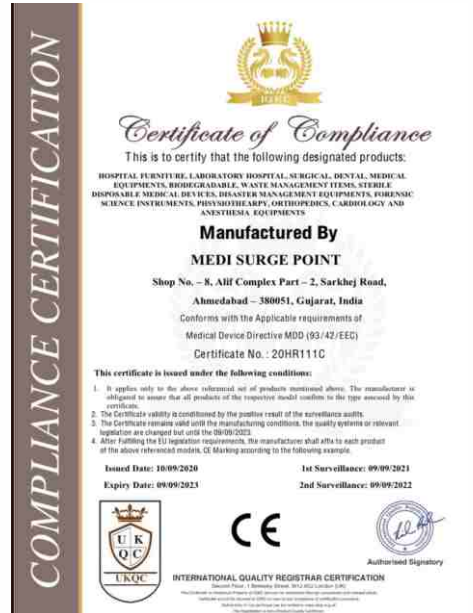 COMPLIANCE CERTIFICATION
IQRC
Certificate of Compliance
This is to certify that the following designated products:
HOSPITAL FURNITURE, LABORATORY HOSPITAL, SURGICAL, DENTAL, MEDICAL
EQUIPMENTS, BIODEGRADABLE, WASTE MANAGEMENT ITEMS, STERILE
DISPOSABLE MEDICAL DEVICES, DISASTER MANAGEMENT EQUIPMENTS, FORENSIC
SCIENCE INSTRUMENTS, PHSYSIOTHEARPY, ORTHOPEDICS, CARDIOLOGY AND
ANESTHESIA EQUIPMENTS
Manufactured By
MEDI SURGE POINT
Shop No. – 8, Alif Complex Part – 2, Sarkhej Road,
Ahmedabad – 380051, Gujarat, India
Conforms with the Applicable requirements of
Medical Device Directive MDD (93/42/EEC)
Certificate No. : 20HR111C
This certificate is issued under the following conditions:
1. It applies only to the above referenced set of products mentioned above. The manufacturer is
obligated to assure that all products of the respective model confirm to the type assessed by this
certificate.
2. The Certificate validity is conditioned by the positive result of the surveillance audits.
3. The Certificate remains valid until the manufacturing conditions, the quality systems or relevant
legislation are changed but until the 09/09/2023.
4. After Fulfilling the EU legislation requirements, the manufacturer shall affix to each product
of the above referenced models, CE Marking according to the following example.
Issued Date: 10/09/2020 1st Surveillance: 09/09/2021
Expiry Date: 09/09/2023 2nd Surveillance: 09/09/2022
UK
QC
UKQC
CE
Authorised Signatory
INTERNATIONAL QUALITY REGISTRAR CERTIFICATION